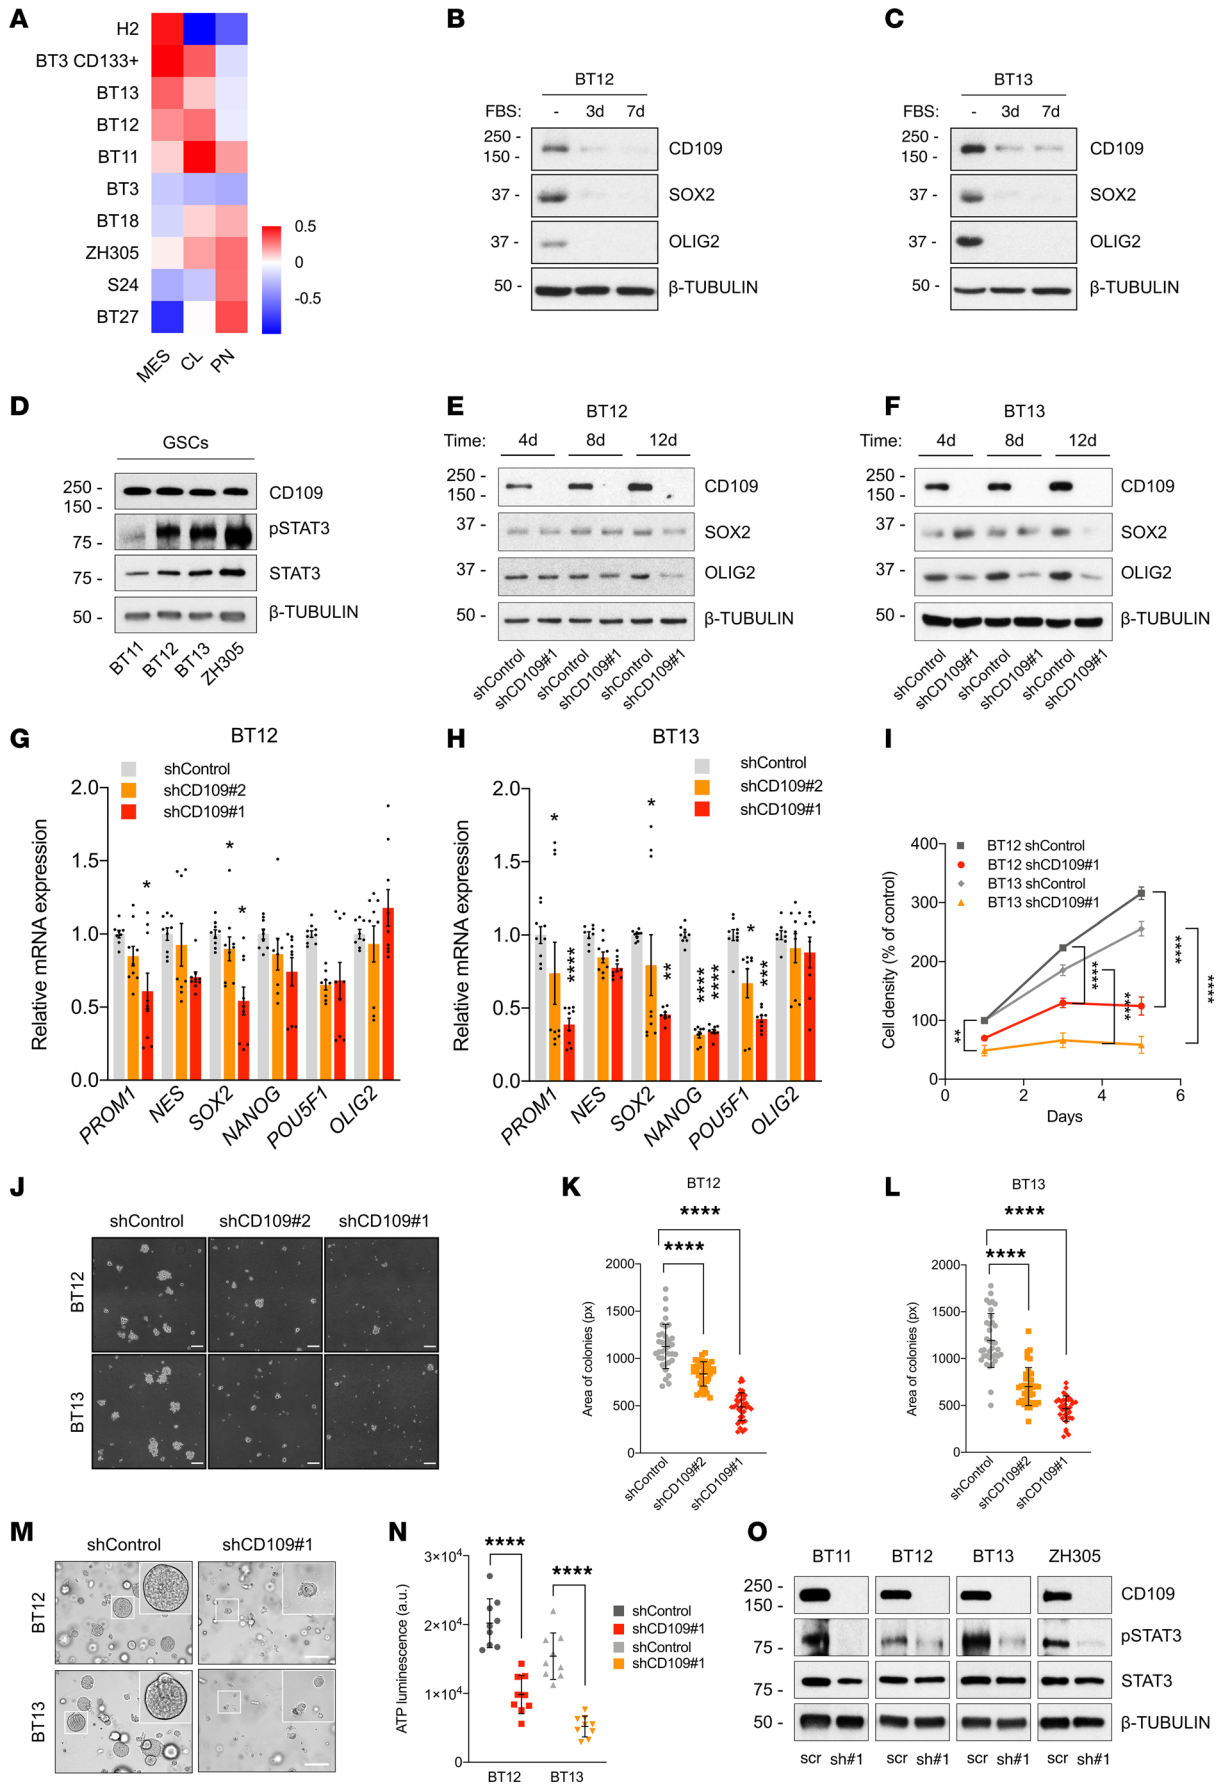 A
H2
BT3 CD133+
BT13
BT12
BT11
BT3
BT18
ZH305
S24
BT27
MES CL PN
0.5
0
-0.5
B
BT12
FBS: - 3d 7d
250 -
150 -
CD109
37 -
SOX2
37 -
OLIG2
50 -
β-TUBULIN
C
BT13
FBS: - 3d 7d
250 -
150 -
CD109
37 -
SOX2
37 -
OLIG2
50 -
β-TUBULIN
D
GSCs
250 -
150 -
CD109
75 -
pSTAT3
75 -
STAT3
50 -
β-TUBULIN
BT11 BT12 BT13 ZH305
E
BT12
Time: 4d 8d 12d
250 -
150 -
CD109
37 -
SOX2
37 -
OLIG2
50 -
β-TUBULIN
shControl shCD109#1 shControl shCD109#1 shControl shCD109#1
F
BT13
Time: 4d 8d 12d
250 -
150 -
CD109
37 -
SOX2
37 -
OLIG2
50 -
β-TUBULIN
shControl shCD109#1 shControl shCD109#1 shControl shCD109#1
G
BT12
shControl
shCD109#2
shCD109#1
Relative mRNA expression
2.0
1.5
1.0
0.5
0.0
* * *
PROM1 NES SOX2 NANOG POU5F1 OLIG2
H
BT13
shControl
shCD109#2
shCD109#1
Relative mRNA expression
2.0
1.5
1.0
0.5
0.0
* **** * ** **** **** * ***
PROM1 NES SOX2 NANOG POU5F1 OLIG2
I
BT12 shControl
BT12 shCD109#1
BT13 shControl
BT13 shCD109#1
Cell density (% of control)
400
300
200
100
0
0 2 4 6
Days
** **** **** **** ****
J
shControl shCD109#2 shCD109#1
BT12
BT13
K
BT12
****
****
Area of colonies (px)
2000
1500
1000
500
0
shControl shCD109#2 shCD109#1
L
BT13
****
****
Area of colonies (px)
2000
1500
1000
500
0
shControl shCD109#2 shCD109#1
M
shControl shCD109#1
BT12
BT13
N
**** ****
ATP luminescence (a.u.)
3×10⁴
2×10⁴
1×10⁴
0
BT12 BT13
shControl
shCD109#1
shControl
shCD109#1
O
BT11 BT12 BT13 ZH305
250 -
150 -
CD109
75 -
pSTAT3
75 -
STAT3
50 -
β-TUBULIN
scr sh#1 scr sh#1 scr sh#1 scr sh#1